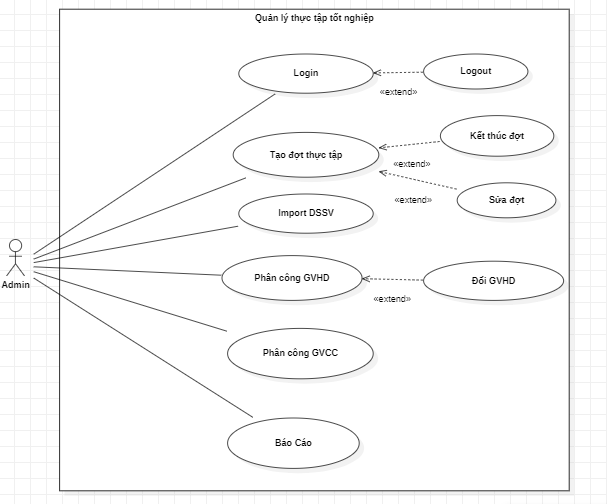 Quản lý thực tập tốt nghiệp
Login
Logout
«extend»
Tạo đợt thực tập
Kết thúc đợt
«extend»
Sửa đợt
«extend»
Import DSSV
Admin
Phân công GVHD
Đổi GVHD
«extend»
Phân công GVCC
Báo Cáo